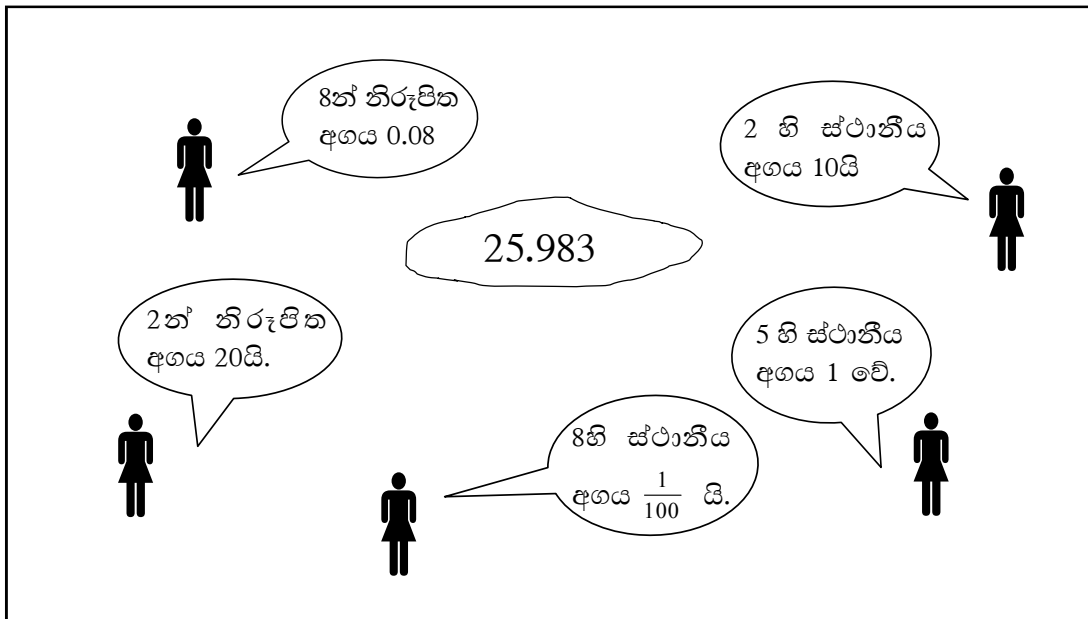 8න් නිරූපිත
අගය 0.08
2 හි ස්ථානීය
අගය 10යි
25.983
2න් නිරූපිත
අගය 20යි.
5 හි ස්ථානීය
අගය 1 වේ.
8හි ස්ථානීය
අගය 1/100 යි.